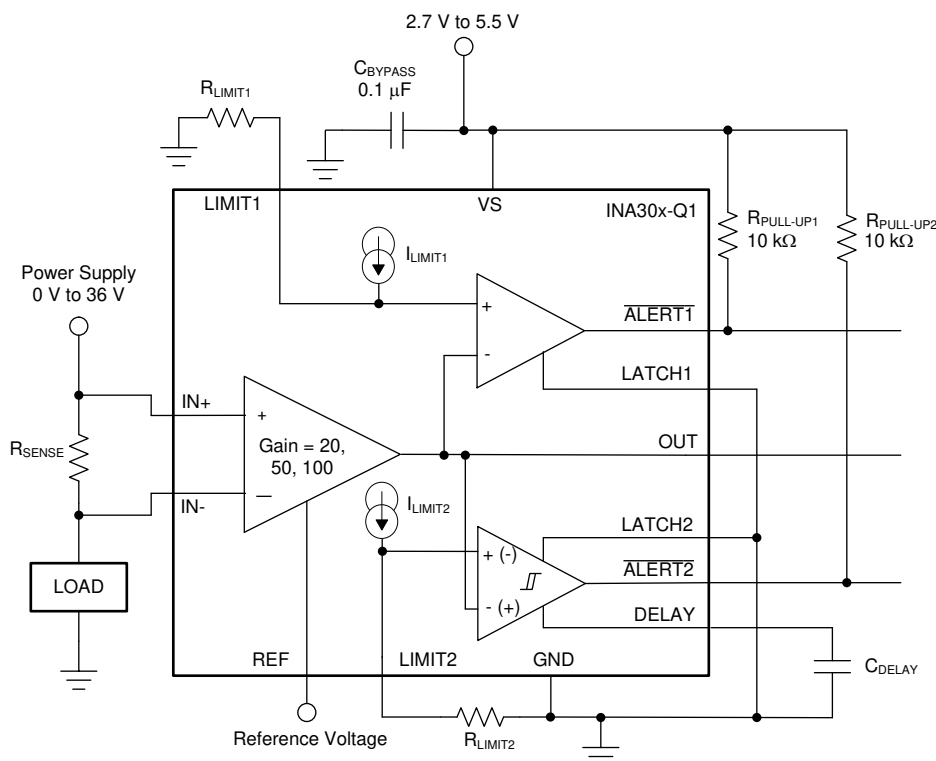 2.7 V to 5.5 V
CBYPASS
0.1 μF
RLIMIT1
LIMIT1
VS
INA30x-Q1
RPULL-UP1
10 kΩ
RPULL-UP2
10 kΩ
ILIMIT1
Power Supply
0 V to 36 V
+
-
ALERT1
LATCH1
IN+
+
RSENSE
Gain = 20,
50, 100
OUT
IN-
–
ILIMIT2
LATCH2
+ (-)
ALERT2
LOAD
- (+)
DELAY
REF
LIMIT2
GND
CDELAY
Reference Voltage
RLIMIT2